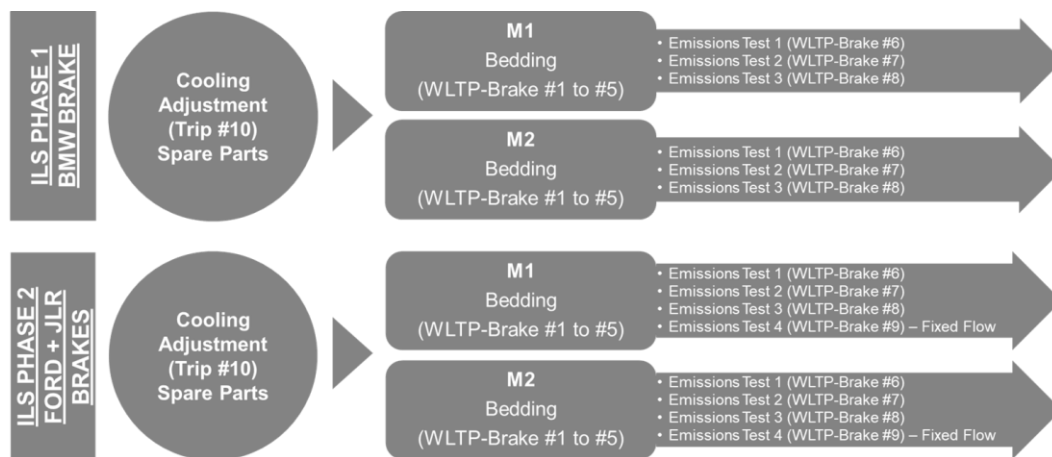 ILS PHASE 1
BMW BRAKE
Cooling
Adjustment
(Trip #10)
Spare Parts
M1
Bedding
(WLTP-Brake #1 to #5)
• Emissions Test 1 (WLTP-Brake #6)
• Emissions Test 2 (WLTP-Brake #7)
• Emissions Test 3 (WLTP-Brake #8)
M2
Bedding
(WLTP-Brake #1 to #5)
• Emissions Test 1 (WLTP-Brake #6)
• Emissions Test 2 (WLTP-Brake #7)
• Emissions Test 3 (WLTP-Brake #8)
ILS PHASE 2
FORD + JLR
BRAKES
Cooling
Adjustment
(Trip #10)
Spare Parts
M1
Bedding
(WLTP-Brake #1 to #5)
• Emissions Test 1 (WLTP-Brake #6)
• Emissions Test 2 (WLTP-Brake #7)
• Emissions Test 3 (WLTP-Brake #8)
• Emissions Test 4 (WLTP-Brake #9) – Fixed Flow
M2
Bedding
(WLTP-Brake #1 to #5)
• Emissions Test 1 (WLTP-Brake #6)
• Emissions Test 2 (WLTP-Brake #7)
• Emissions Test 3 (WLTP-Brake #8)
• Emissions Test 4 (WLTP-Brake #9) – Fixed Flow